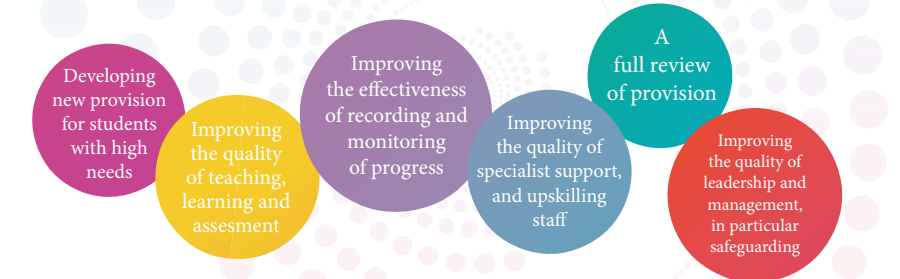 Developing
new provision
for students
with high
needs
Improving
the quality
of teaching,
learning and
assesment
Improving
the effectiveness
of recording and
monitoring
of progress
Improving
the quality of
specialist support,
and upskilling
staff
A
full review
of provision
Improving
the quality of
leadership and
management,
in particular
safeguarding